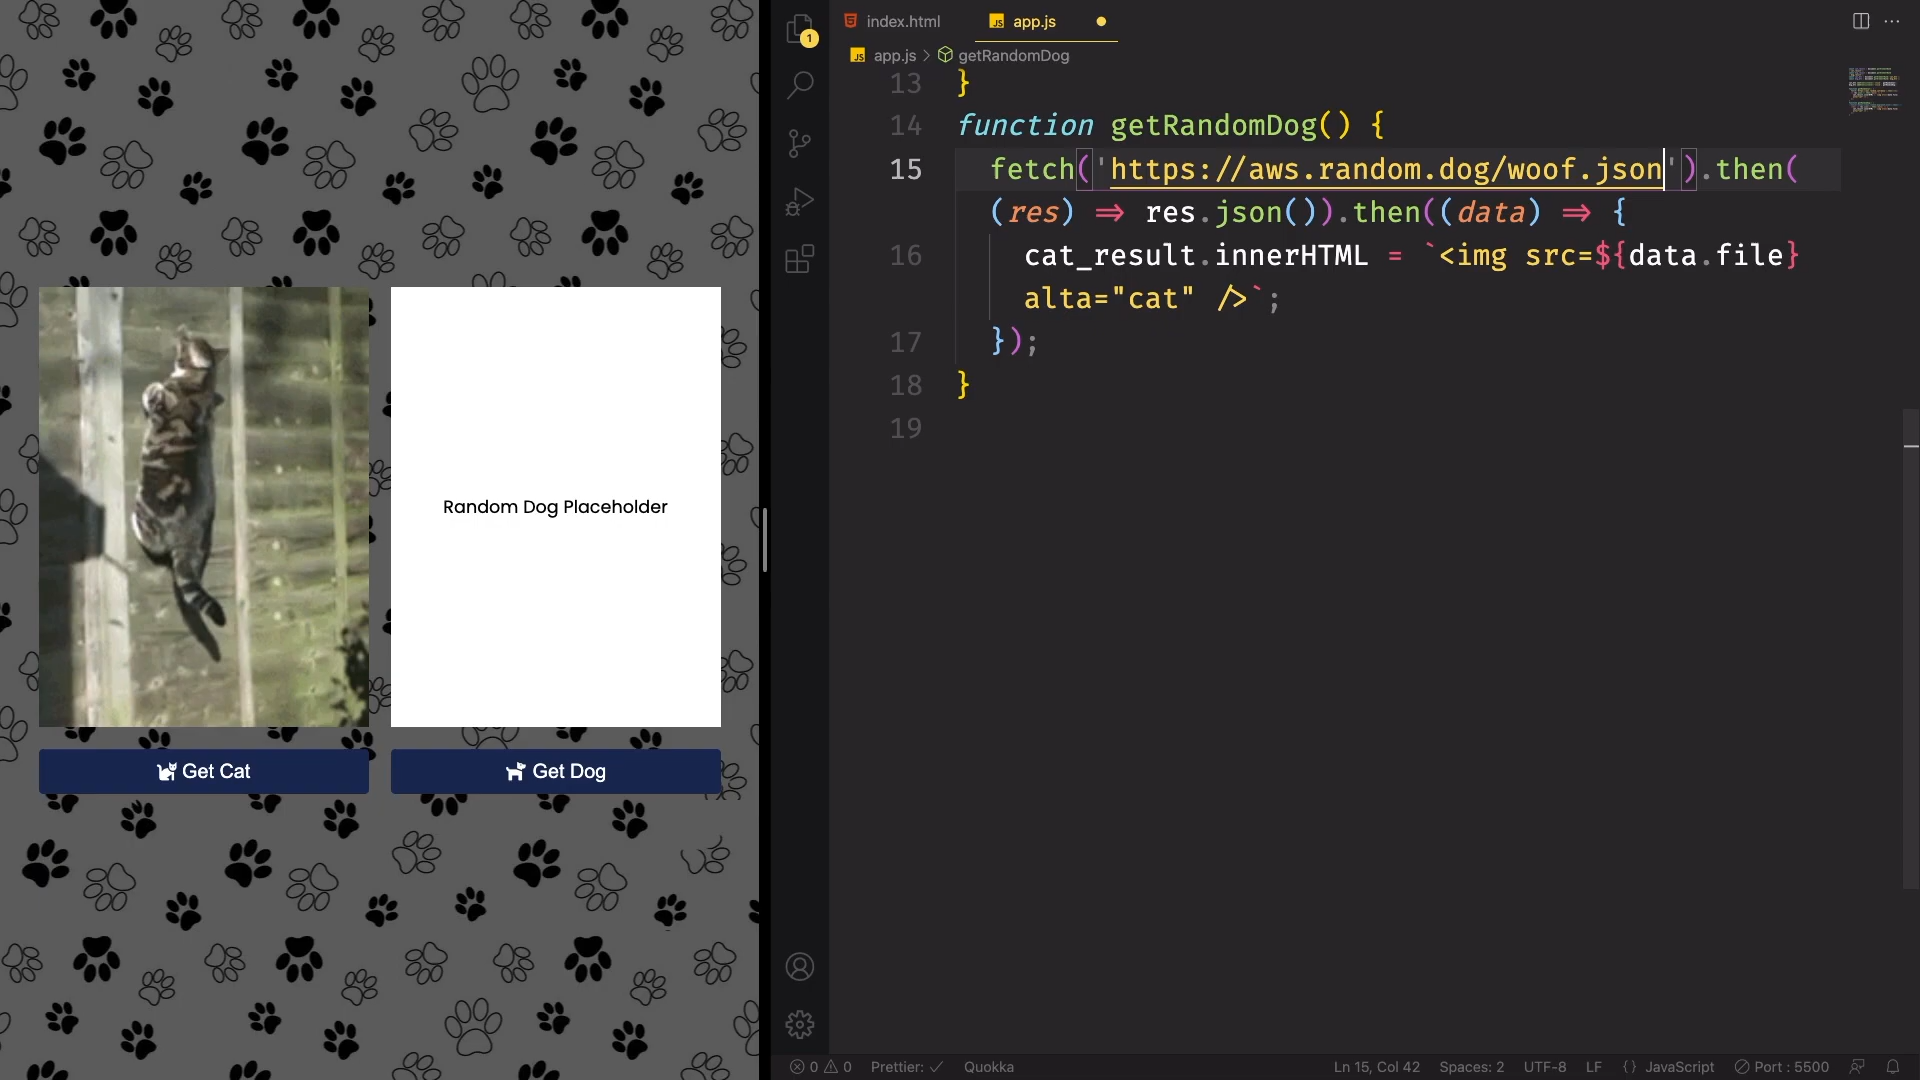 Random Dog Placeholder
Get Cat
Get Dog
1
index.html
app.js
app.js > getRandomDog
13 }
14 function getRandomDog() {
15 fetch('https://aws.random.dog/woof.json').then(
(res) => res.json()).then((data) => {
16 cat_result.innerHTML = `<img src=${data.file}
alta="cat" />`;
17 });
18 }
19
0 0 Prettier: ✓ Quokka Ln 15, Col 42 Spaces: 2 UTF-8 LF {} JavaScript Port : 5500